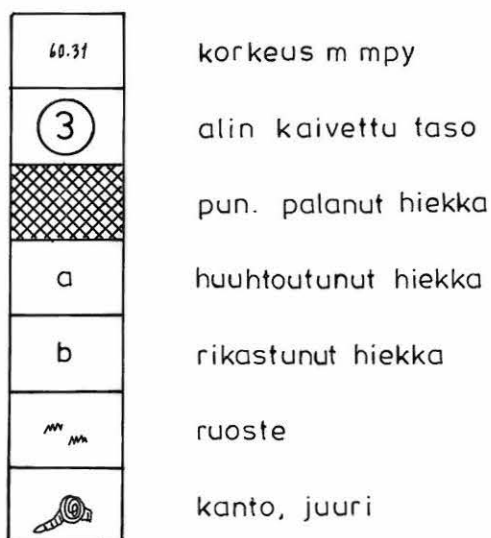 60.31 korkeus m mpy
3 alin kaivettu taso
pun. palanut hiekka
a huuhtoutunut hiekka
b rikastunut hiekka
ruoste
kanto, juuri